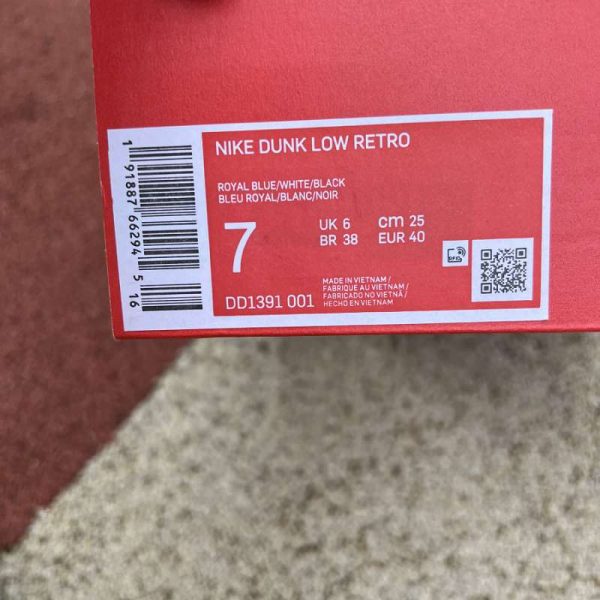 NIKE DUNK LOW RETRO
ROYAL BLUE/WHITE/BLACK
BLEU ROYAL/BLANC/NOIR
7
UK 6
cm 25
BR 38
EUR 40
DD1391 001
MADE IN VIETNAM /
FABRIQUE AU VIETNAM /
FABRICADO NO VIETNÃ /
HECHO EN VIETNAM
1 91887 66294 5 16